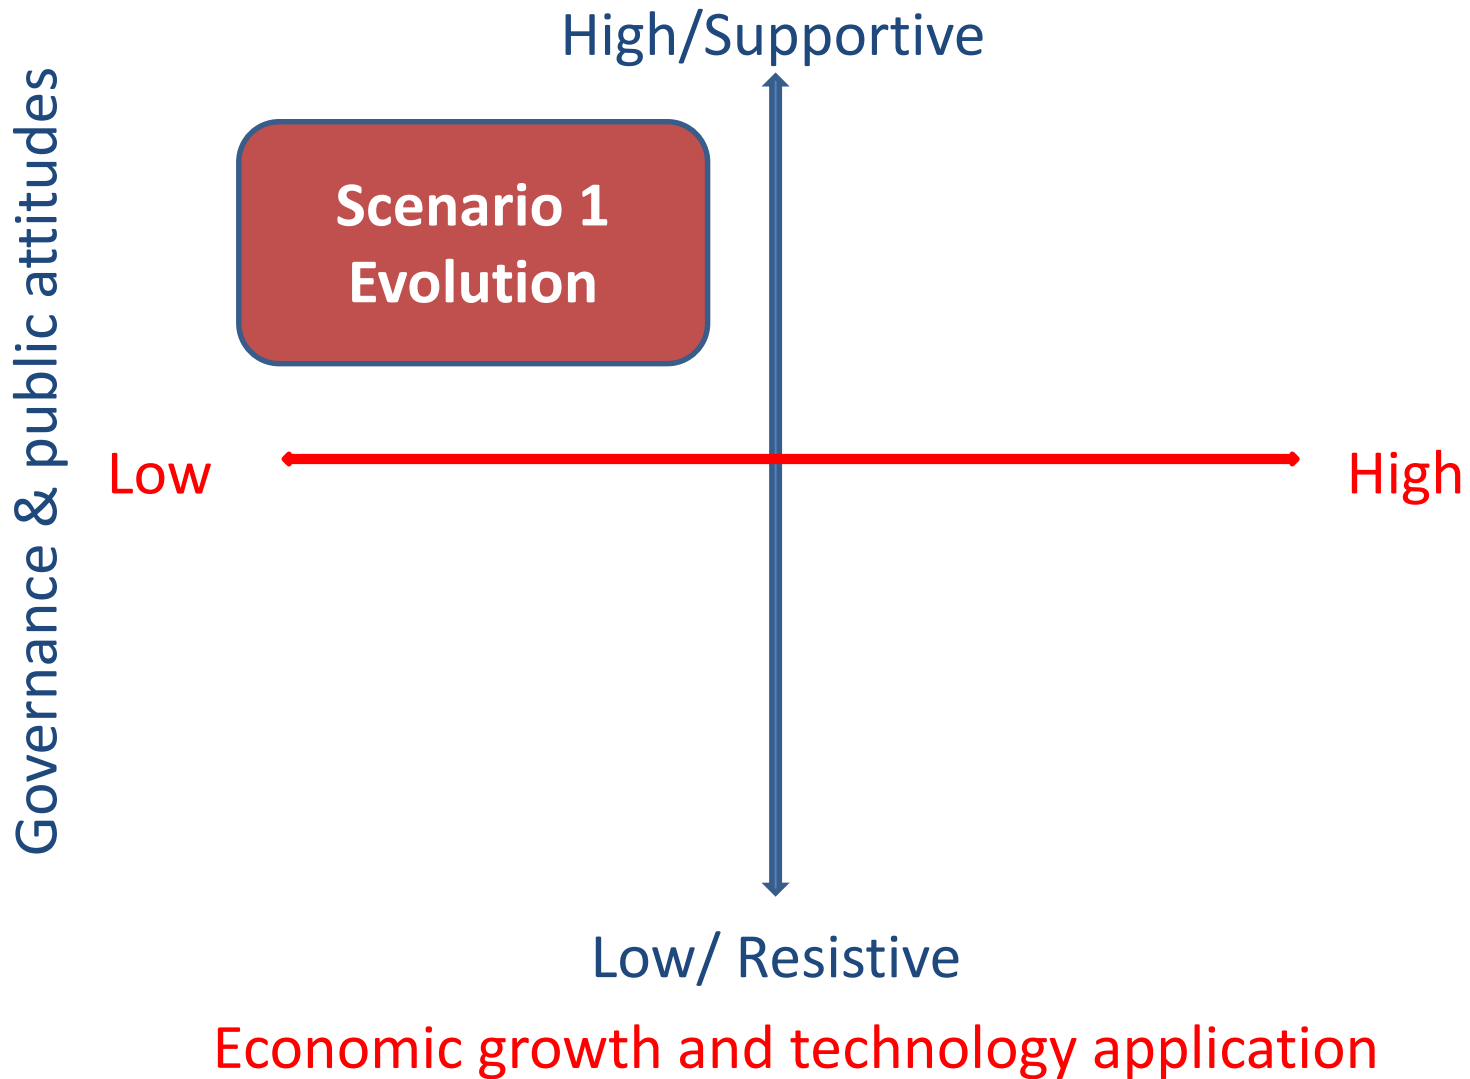 High/Supportive
Governance & public attitudes
Scenario 1
Evolution
Low
High
Low/ Resistive
Economic growth and technology application